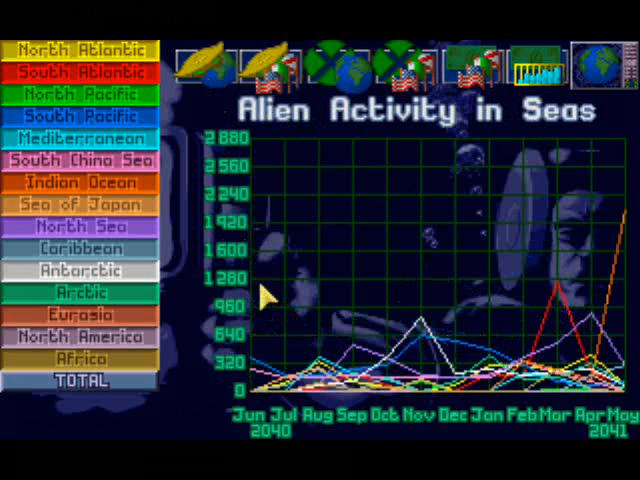 North Atlantic
South Atlantic
North Pacific
South Pacific
Mediterranean
South China Sea
Indian Ocean
Sea of Japan
North Sea
Caribbean
Antarctic
Arctic
Eurasia
North America
Africa
TOTAL
Alien Activity in Seas
2880
2560
2240
1920
1600
1280
960
640
320
0
Jun Jul Aug Sep Oct Nov Dec Jan Feb Mar Apr May
2040 2041